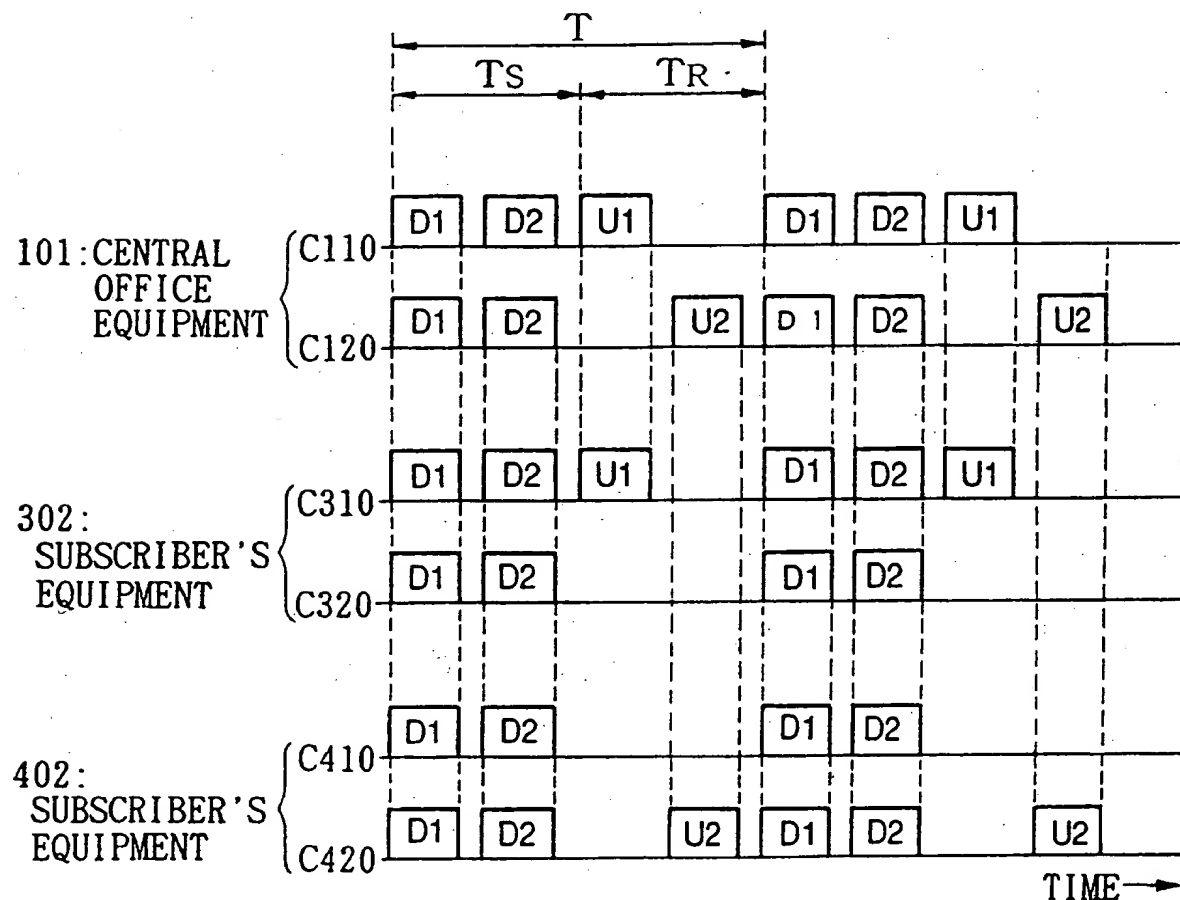 T
TS TR
101:CENTRAL
OFFICE
EQUIPMENT
C110 D1 D2 U1 D1 D2 U1
C120 D1 D2 U2 D 1 D2 U2
302:
SUBSCRIBER'S
EQUIPMENT
C310 D1 D2 U1 D1 D2 U1
C320 D1 D2 D1 D2
402:
SUBSCRIBER'S
EQUIPMENT
C410 D1 D2 D1 D2
C420 D1 D2 U2 D1 D2 U2
TIME